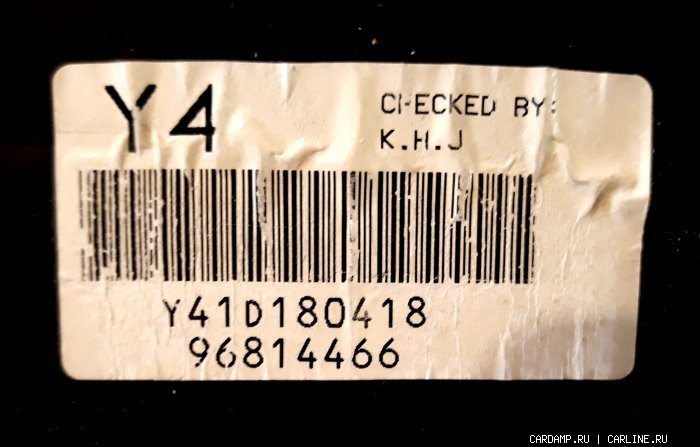 Y4
CHECKED BY:
K.H.J
Y41D180418
96814466
CARDAMP.RU | CARLINE.RU